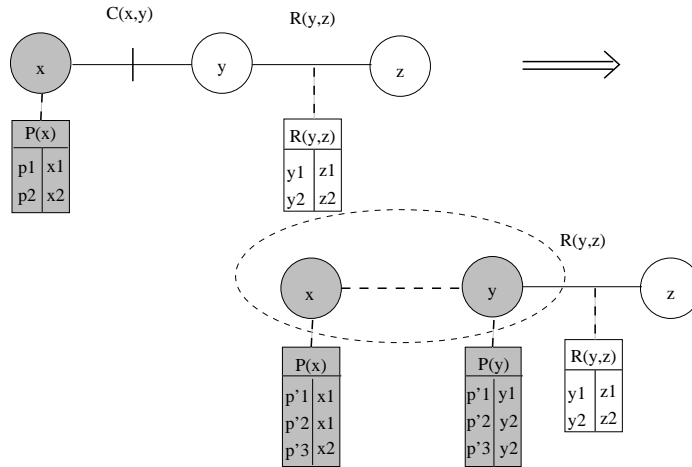 C(x,y) R(y,z)
x y z
P(x) R(y,z)
p1 x1 y1 z1
p2 x2 y2 z2
R(y,z)
x y z
P(x) P(y) R(y,z)
p'1 x1 p'1 y1 y1 z1
p'2 x1 p'2 y2 y2 z2
p'3 x2 p'3 y2